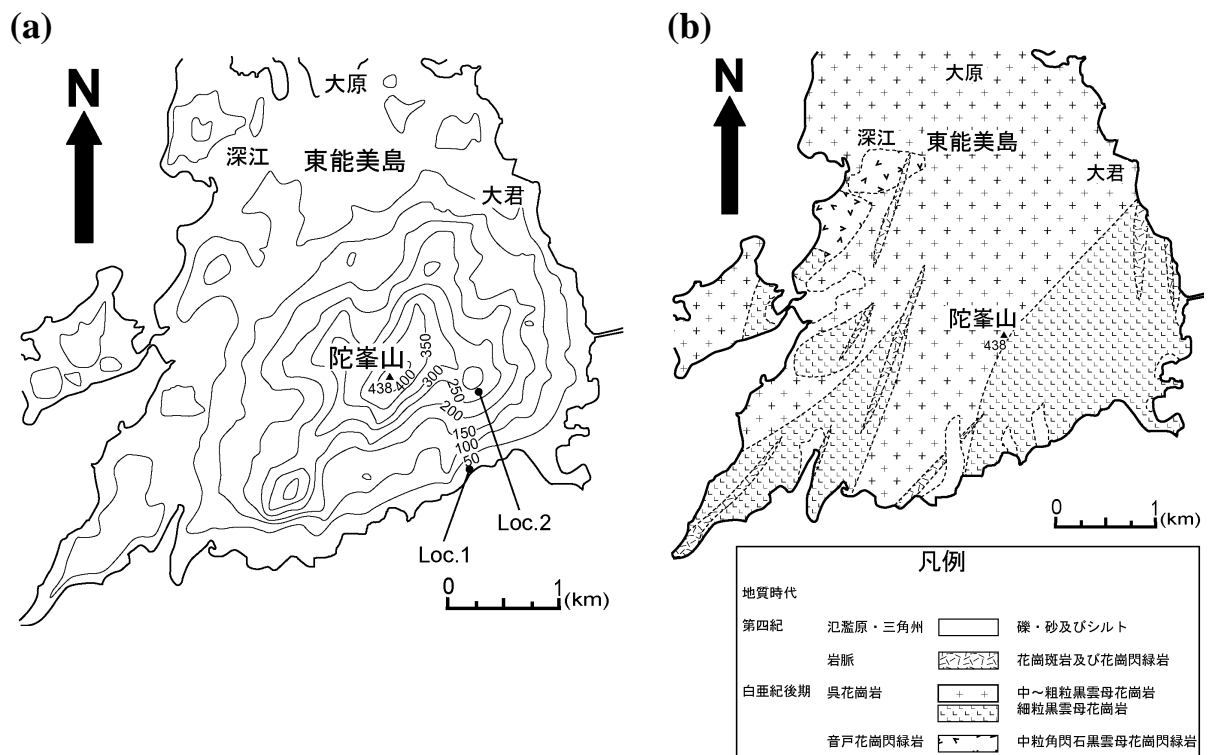 (a)
N
大原
深江
東能美島
大君
陀峯山
438
400
350
300
250
200
150
100
50
Loc.2
Loc.1
0 1
(km)
(b)
N
大原
深江
東能美島
大君
陀峯山
438
0 1
(km)
凡例
地質時代
第四紀 氾濫原・三角州 礫・砂及びシルト
岩脈 花崗斑岩及び花崗閃緑岩
白亜紀後期 呉花崗岩 中～粗粒黒雲母花崗岩
細粒黒雲母花崗岩
音戸花崗閃緑岩 中粒角閃石黒雲母花崗閃緑岩